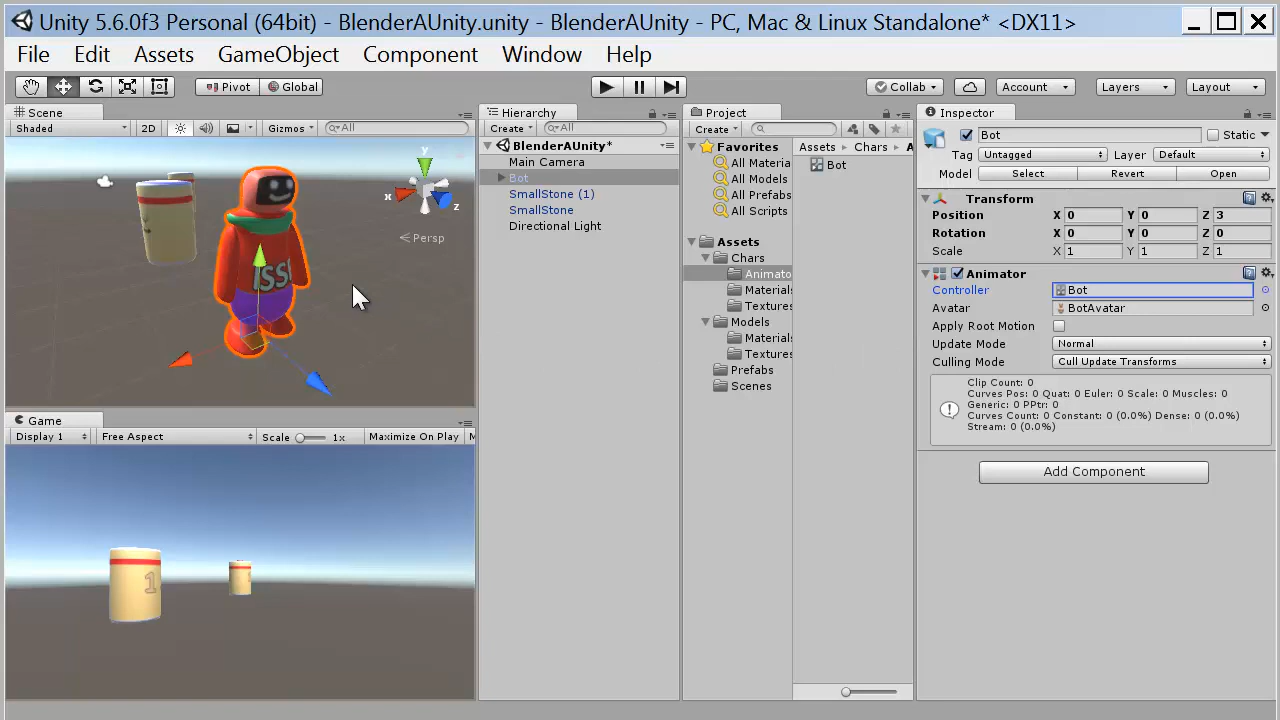 Unity 5.6.0f3 Personal (64bit) - BlenderAUnity.unity - BlenderAUnity - PC, Mac & Linux Standalone* <DX11>
File Edit Assets GameObject Component Window Help
Pivot Global Collab Account Layers Layout
Scene
Shaded 2D Gizmos All
y
x
z
Persp
ISSI
Game
Display 1 Free Aspect Scale 1x Maximize On Play
1
Hierarchy
Create All
BlenderAUnity*
Main Camera
Bot
SmallStone (1)
SmallStone
Directional Light
Project
Create
Favorites
All Materia
All Models
All Prefabs
All Scripts
Assets
Chars
Animato
Materials
Textures
Models
Materials
Textures
Prefabs
Scenes
Assets Chars A
Bot
Inspector
Bot Static
Tag Untagged Layer Default
Model Select Revert Open
Transform
Position X 0 Y 0 Z 3
Rotation X 0 Y 0 Z 0
Scale X 1 Y 1 Z 1
Animator
Controller Bot
Avatar BotAvatar
Apply Root Motion
Update Mode Normal
Culling Mode Cull Update Transforms
Clip Count: 0
Curves Pos: 0 Quat: 0 Euler: 0 Scale: 0 Muscles: 0
Generic: 0 PPtr: 0
Curves Count: 0 Constant: 0 (0.0%) Dense: 0 (0.0%)
Stream: 0 (0.0%)
Add Component